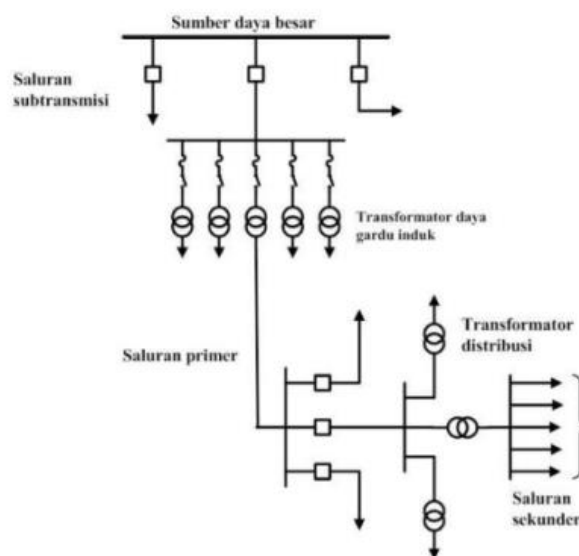 Sumber daya besar
Saluran
subtransmisi
Transformator daya
gardu induk
Saluran primer
Transformator
distribusi
Saluran
sekunder